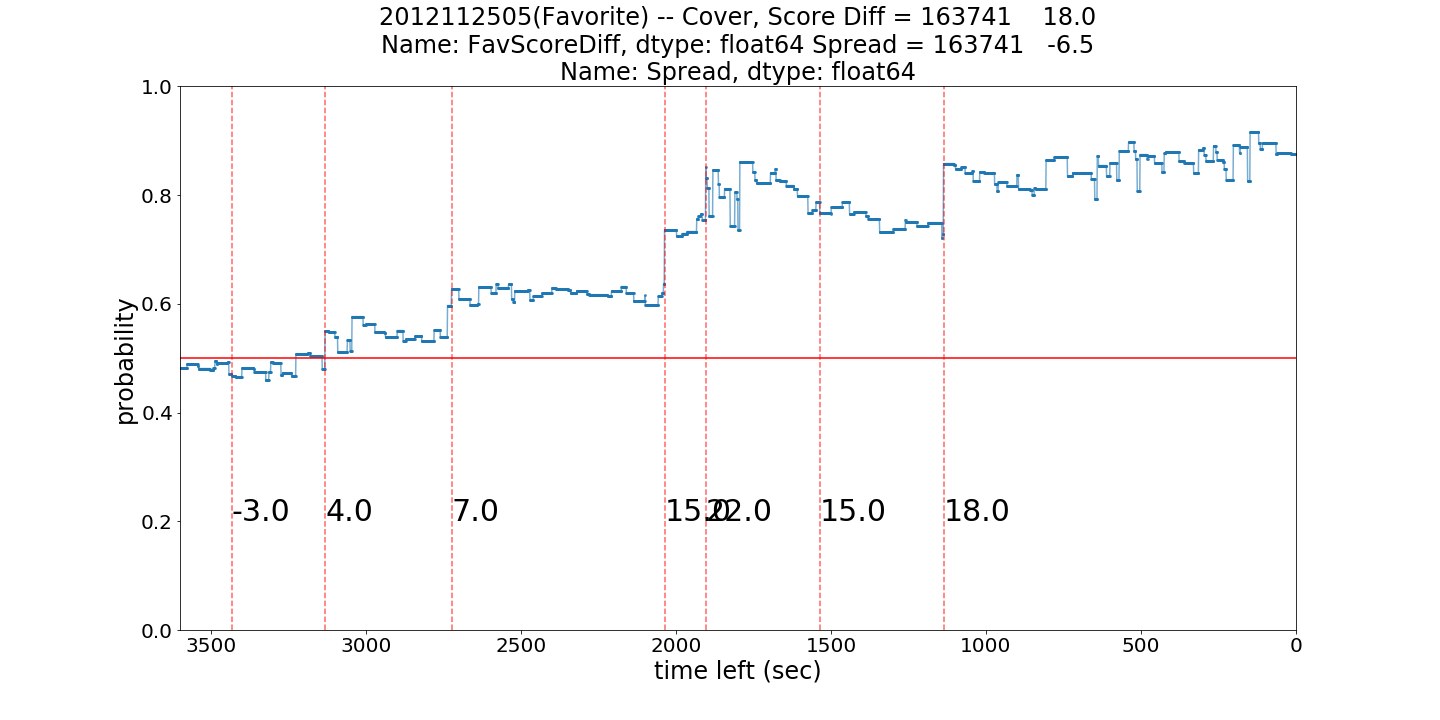 2012112505(Favorite) -- Cover, Score Diff = 163741    18.0
Name: FavScoreDiff, dtype: float64 Spread = 163741   -6.5
Name: Spread, dtype: float64
1.0
0.8
0.6
0.4
0.2
0.0
probability
-3.0 4.0 7.0 15.0 22.0 15.0 18.0
3500 3000 2500 2000 1500 1000 500 0
time left (sec)